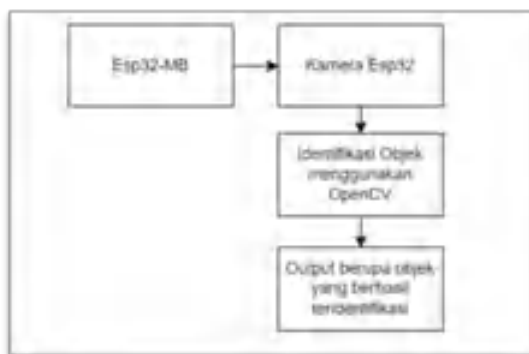 Esp32-MB
Kamera Esp32
Identifikasi Objek
menggunakan
OpenCV
Output berupa objek
yang berhasil
teridentifikasi